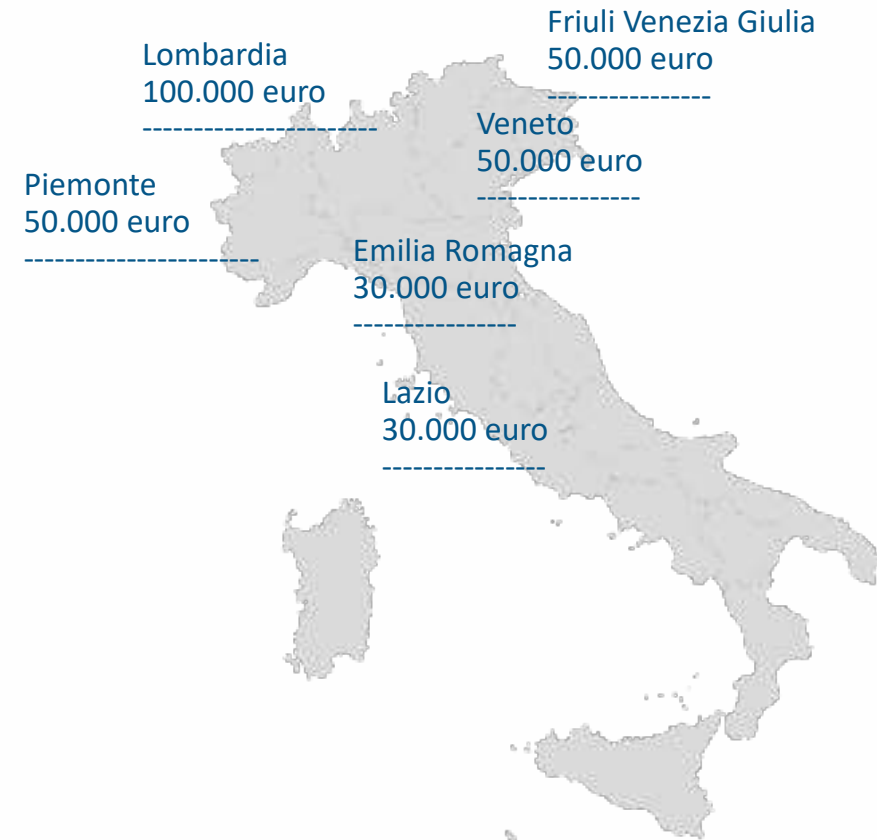 Friuli Venezia Giulia
50.000 euro
----------------
Lombardia
100.000 euro
-----------------------
Veneto
50.000 euro
----------------
Piemonte
50.000 euro
-----------------------
Emilia Romagna
30.000 euro
----------------
Lazio
30.000 euro
----------------